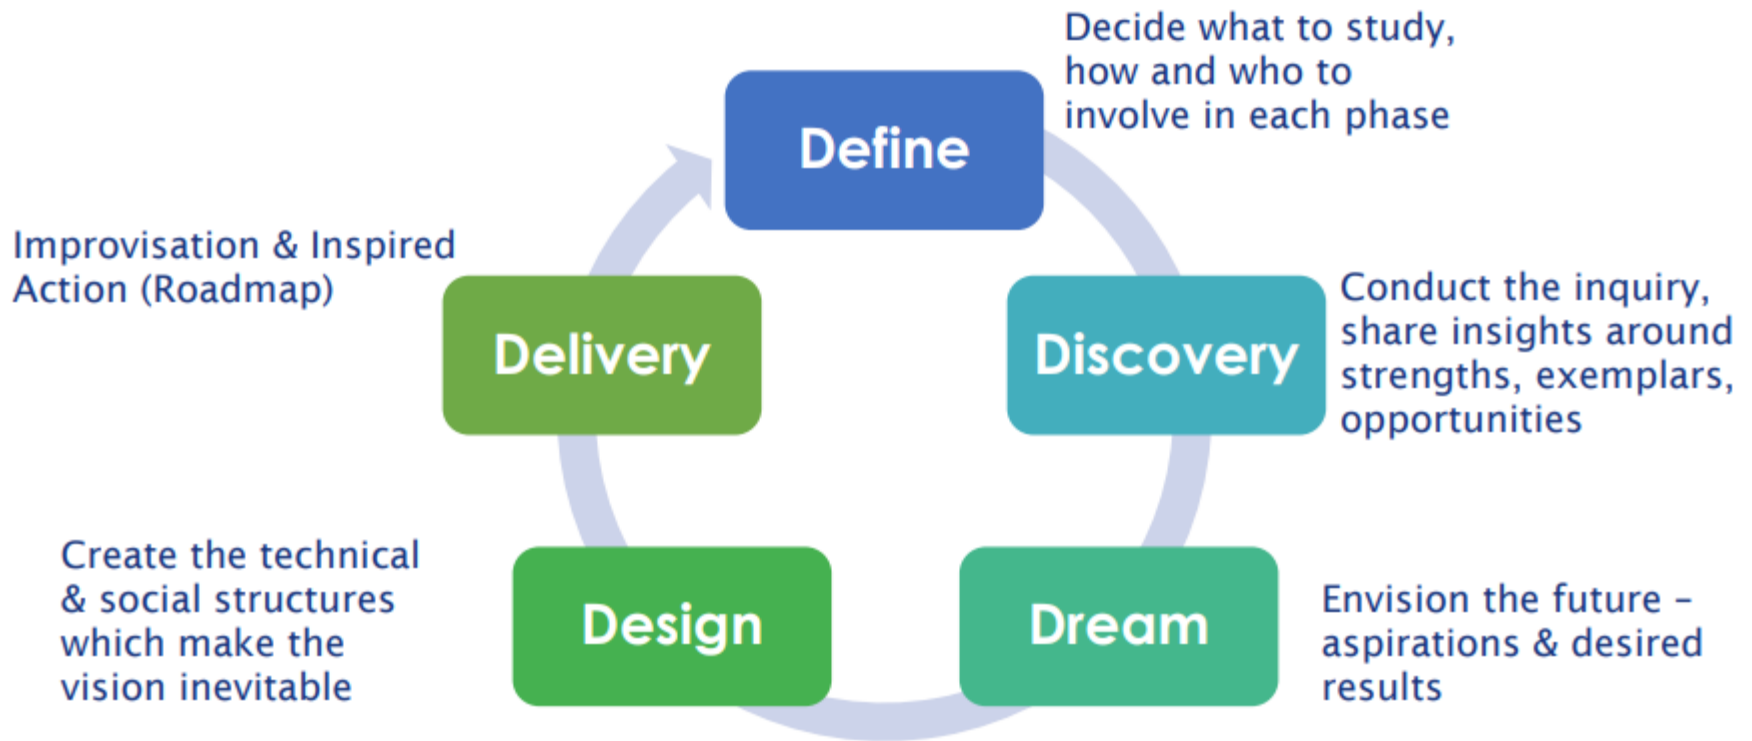 Define
Decide what to study,
how and who to
involve in each phase
Discovery
Conduct the inquiry,
share insights around
strengths, exemplars,
opportunities
Dream
Envision the future –
aspirations & desired
results
Design
Create the technical
& social structures
which make the
vision inevitable
Delivery
Improvisation & Inspired
Action (Roadmap)